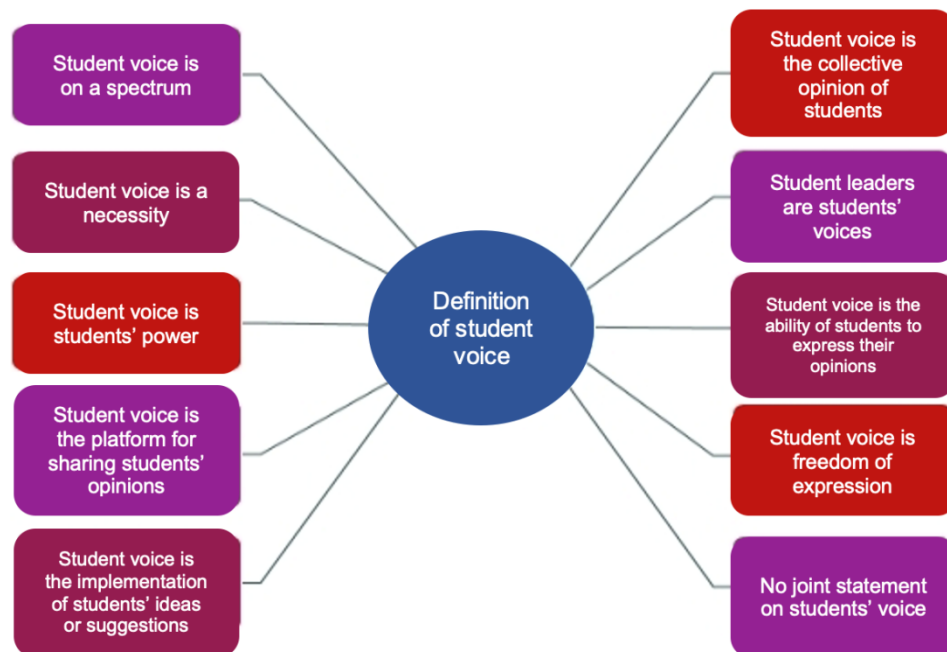 Student voice is
on a spectrum
Student voice is a
necessity
Student voice is
students’ power
Student voice is
the platform for
sharing students’
opinions
Student voice is
the implementation
of students’ ideas
or suggestions
Definition
of student
voice
Student voice is
the collective
opinion of
students
Student leaders
are students’
voices
Student voice is the
ability of students to
express their
opinions
Student voice is
freedom of
expression
No joint statement
on students’ voice